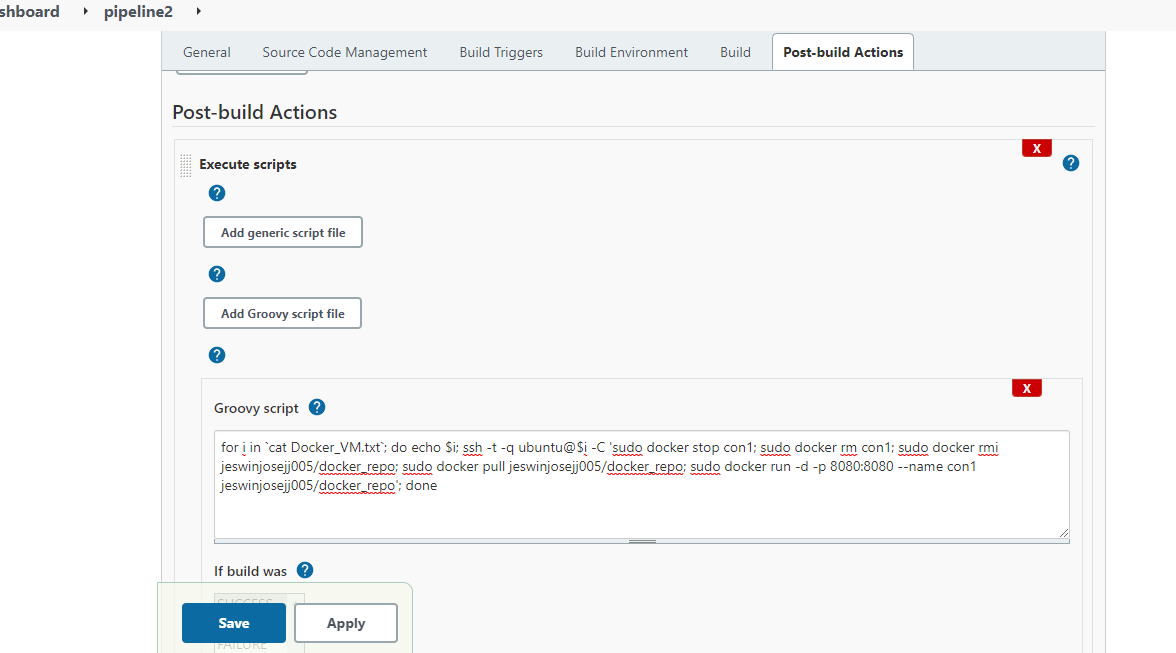 shboard ‣ pipeline2 ‣
General Source Code Management Build Triggers Build Environment Build Post-build Actions
Post-build Actions
X
Execute scripts
?
?
Add generic script file
?
Add Groovy script file
?
X
Groovy script ?
for i in `cat Docker_VM.txt`; do echo $i; ssh -t -q ubuntu@$i -C 'sudo docker stop con1; sudo docker rm con1; sudo docker rmi
jeswinjosejj005/docker_repo; sudo docker pull jeswinjosejj005/docker_repo; sudo docker run -d -p 8080:8080 --name con1
jeswinjosejj005/docker_repo'; done
If build was ?
SUCCESS
Save Apply
FAILURE